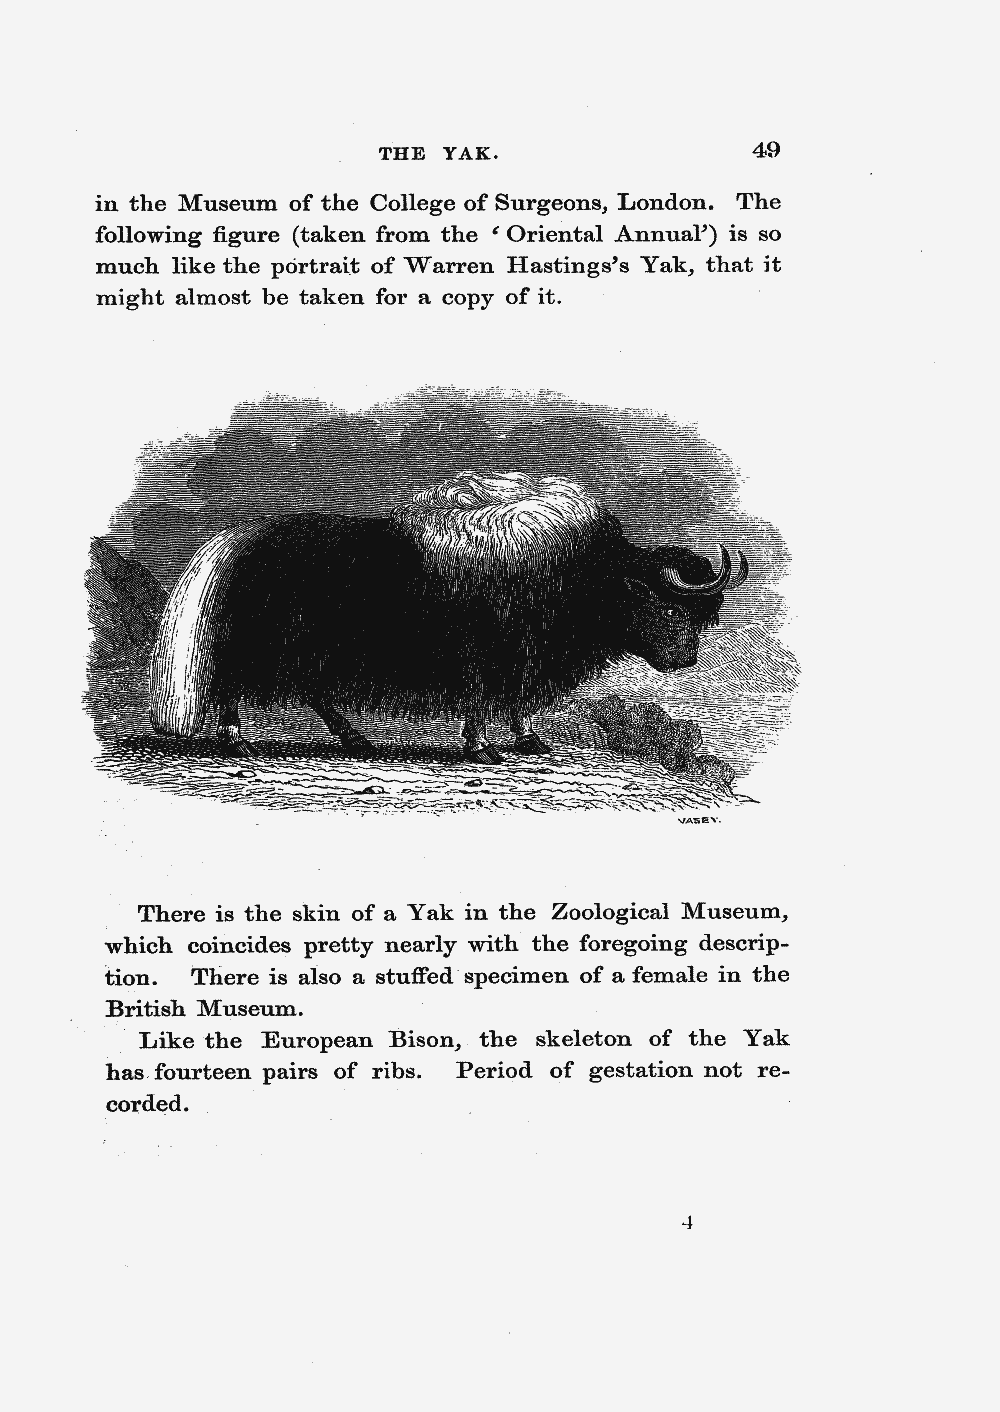 THE YAK. 49
in the Museum of the College of Surgeons, London. The
following figure (taken from the ‘ Oriental Annual’) is so
much like the portrait of Warren Hastings’s Yak, that it
might almost be taken for a copy of it.
VASEY.
There is the skin of a Yak in the Zoological Museum,
which coincides pretty nearly with the foregoing descrip-
tion. There is also a stuffed specimen of a female in the
British Museum.
Like the European Bison, the skeleton of the Yak
has fourteen pairs of ribs. Period of gestation not re-
corded.
4